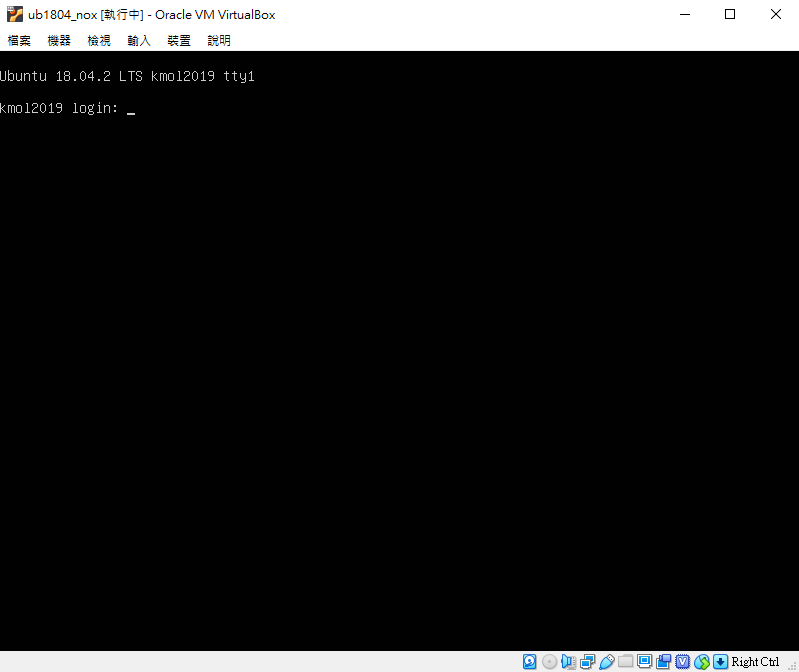 ub1804_nox [執行中] - Oracle VM VirtualBox
檔案 機器 檢視 輸入 裝置 說明
Ubuntu 18.04.2 LTS kmol2019 tty1
kmol2019 login: _
Right Ctrl